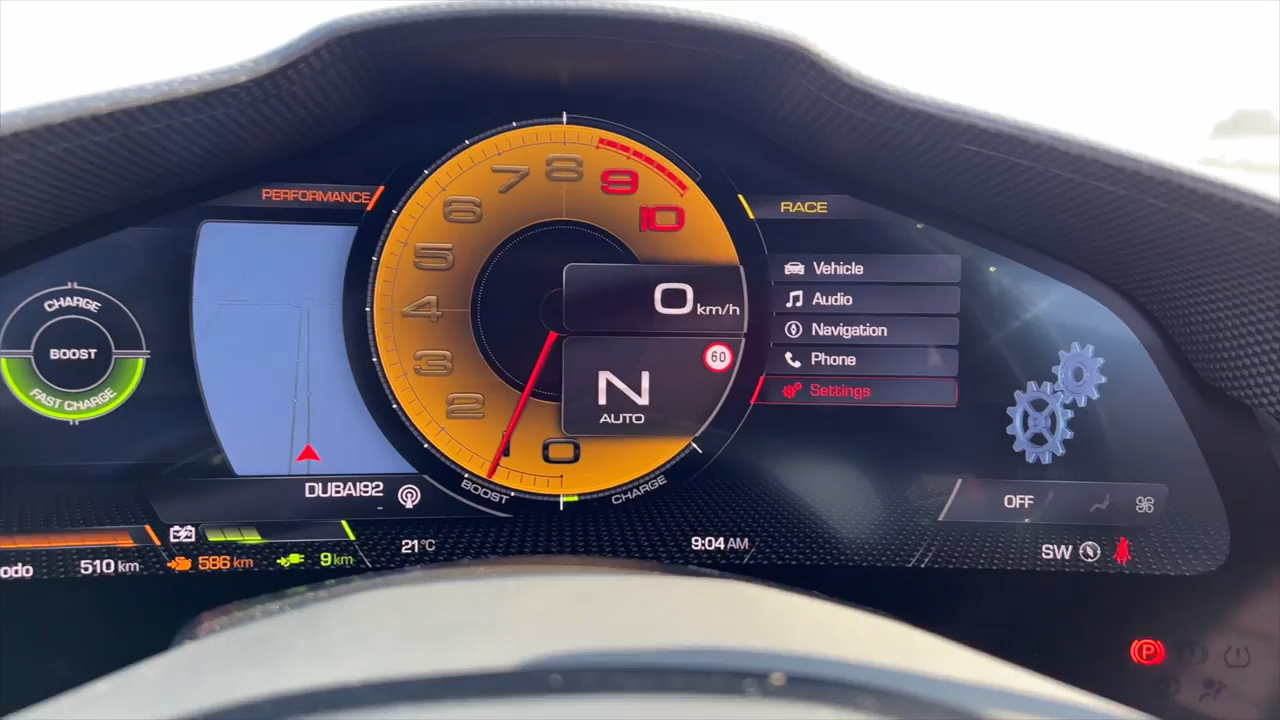 PERFORMANCE
RACE
CHARGE
BOOST
FAST CHARGE
0
1
2
3
4
5
6
7
8
9
10
0 km/h
60
N
AUTO
BOOST
CHARGE
Vehicle
Audio
Navigation
Phone
Settings
DUBAI92
-
OFF
21°C
9:04 AM
SW
odo 510 km
586 km
9 km
P